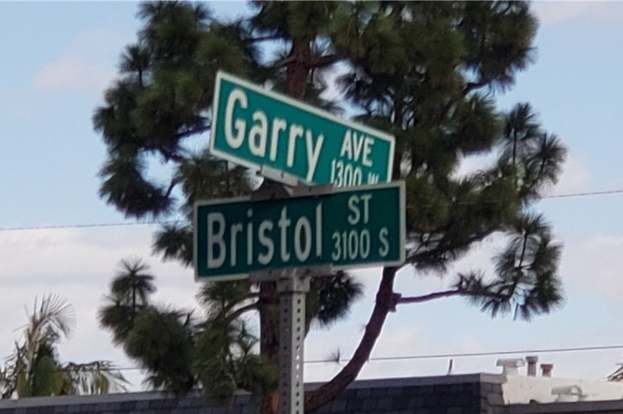 Garry AVE
1300 W
Bristol ST
3100 S